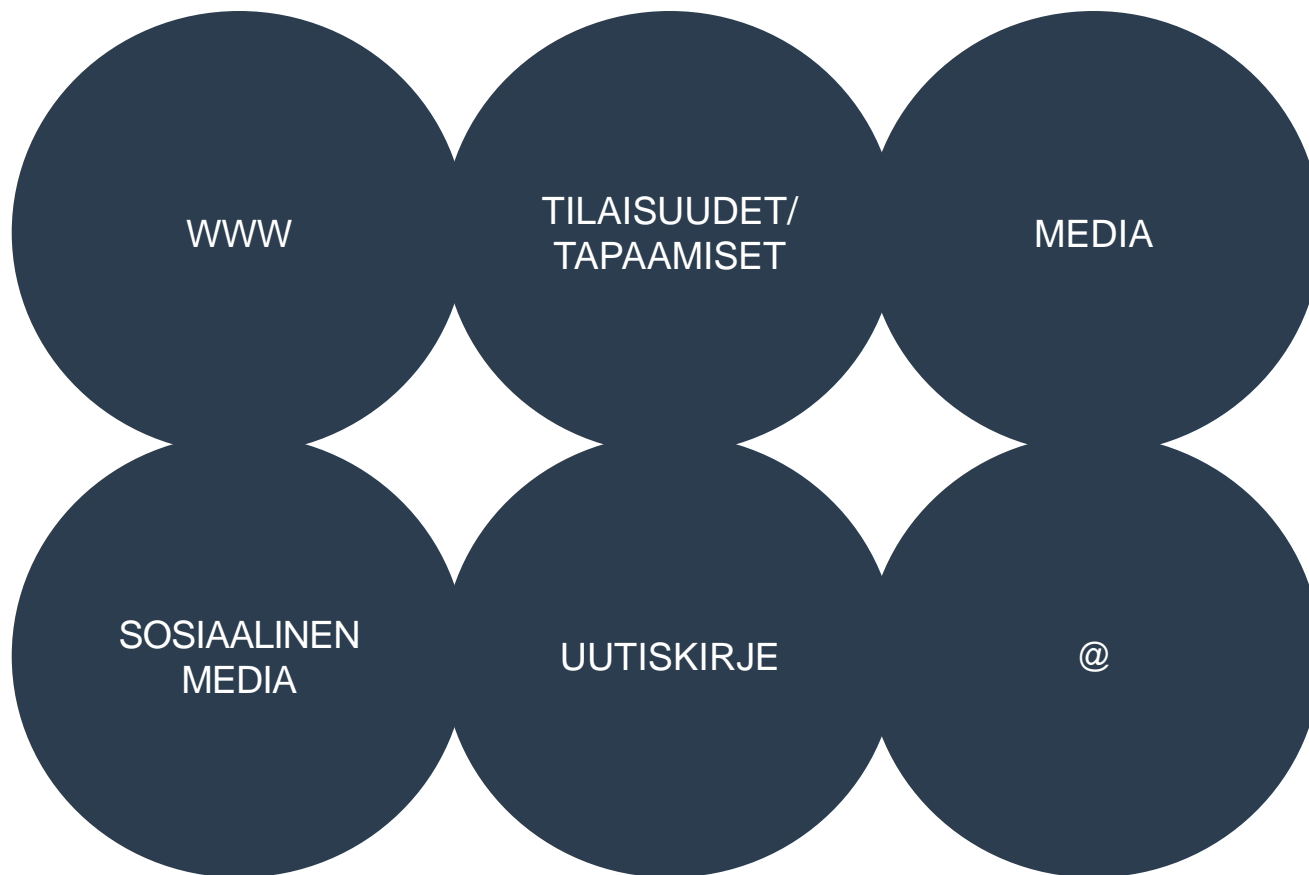 WWW
TILAISUUDET/
TAPAAMISET
MEDIA
SOSIAALINEN
MEDIA
UUTISKIRJE
@